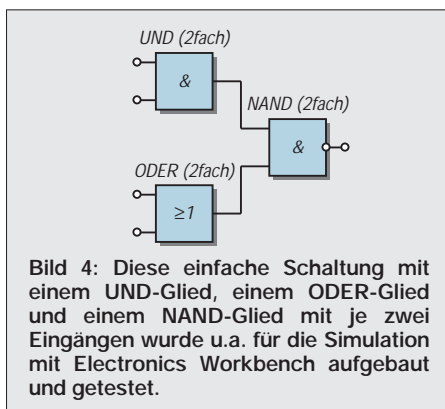 UND (2fach)
&
NAND (2fach)
&
ODER (2fach)
≥1
Bild 4: Diese einfache Schaltung mit
einem UND-Glied, einem ODER-Glied
und einem NAND-Glied mit je zwei
Eingängen wurde u.a. für die Simulation
mit Electronics Workbench aufgebaut
und getestet.